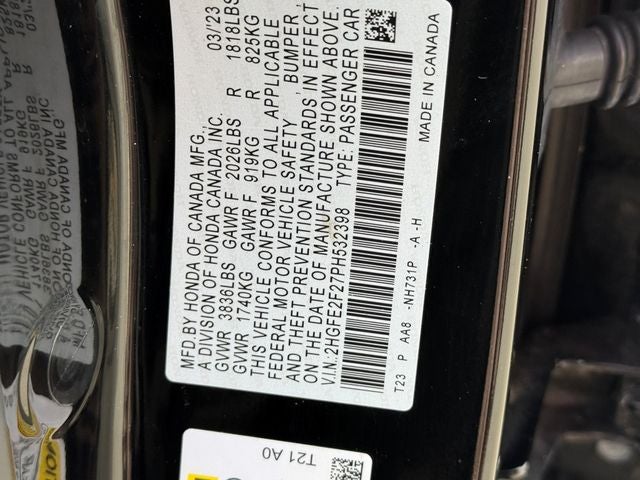 MFD.BY HONDA OF CANADA MFG. 03/23
A DIVISION OF HONDA CANADA INC.
GVWR 3836LBS GAWR F 2026LBS R 1818LBS
GVWR 1740KG GAWR F 919KG R 825KG
THIS VEHICLE CONFORMS TO ALL APPLICABLE
FEDERAL MOTOR VEHICLE SAFETY , BUMPER
AND THEFT PREVENTION STANDARDS IN EFFECT
ON THE DATE OF MANUFACTURE SHOWN ABOVE.
V.I.N. 2HGFE2F27PH532398 TYPE: PASSENGER CAR
T23 P AA8 -NH731P -A -H MADE IN CANADA
T21 A0